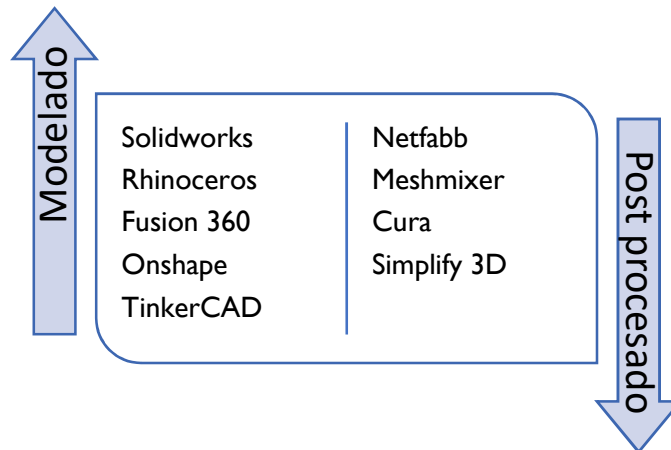 Modelado
Solidworks
Rhinoceros
Fusion 360
Onshape
TinkerCAD
Netfabb
Meshmixer
Cura
Simplify 3D
Post procesado